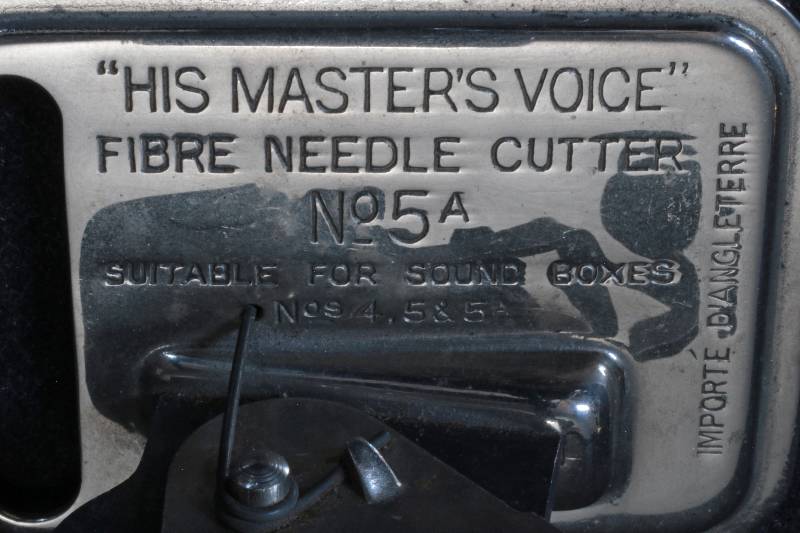 "HIS MASTER'S VOICE"
FIBRE NEEDLE CUTTER
No 5A
SUITABLE FOR SOUND BOXES
Nos 4, 5 & 5A
IMPORTÉ D'ANGLETERRE